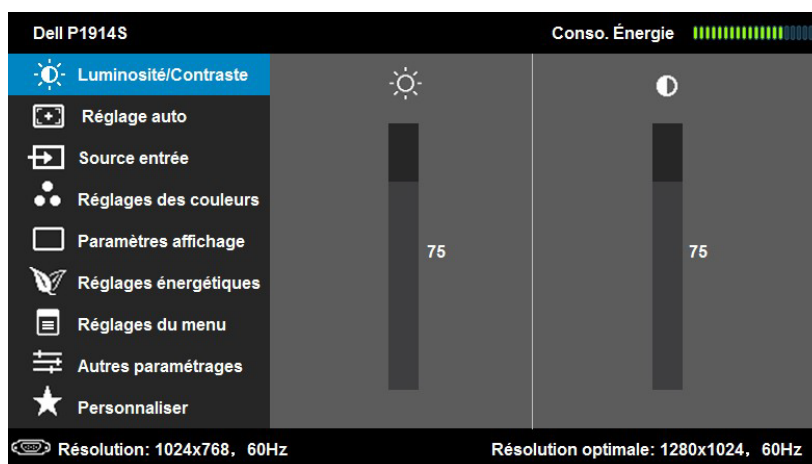 Dell P1914S
Conso. Énergie
Luminosité/Contraste
Réglage auto
Source entrée
Réglages des couleurs
Paramètres affichage
75
75
Réglages énergétiques
Réglages du menu
Autres paramétrages
Personnaliser
Résolution: 1024x768, 60Hz
Résolution optimale: 1280x1024, 60Hz